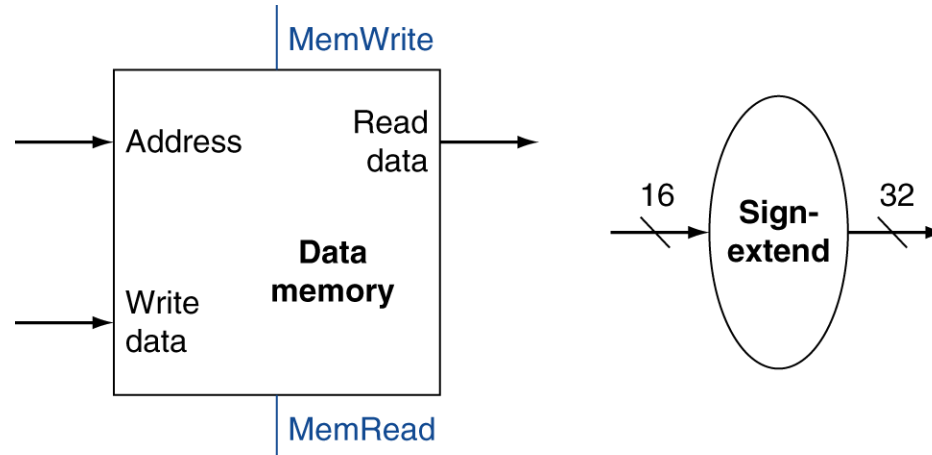 MemWrite
Address
Read
data
Data
memory
Write
data
MemRead
16
Sign-
extend
32